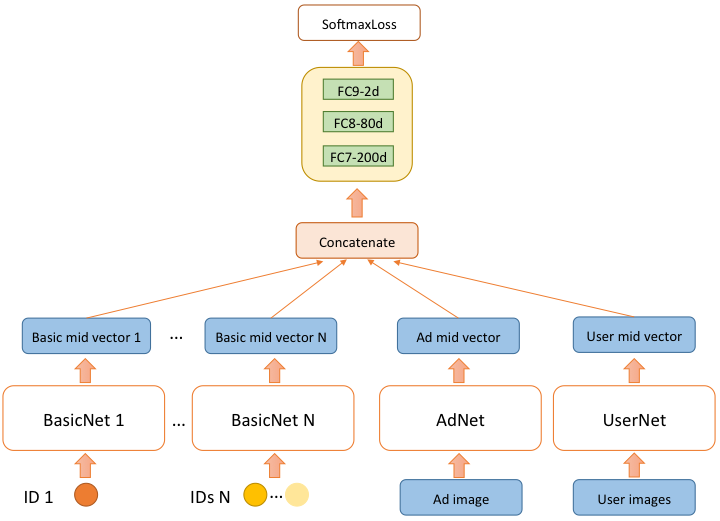 SoftmaxLoss
FC9-2d
FC8-80d
FC7-200d
Concatenate
Basic mid vector 1 ... Basic mid vector N Ad mid vector User mid vector
BasicNet 1 ... BasicNet N AdNet UserNet
ID 1 IDs N ... Ad image User images